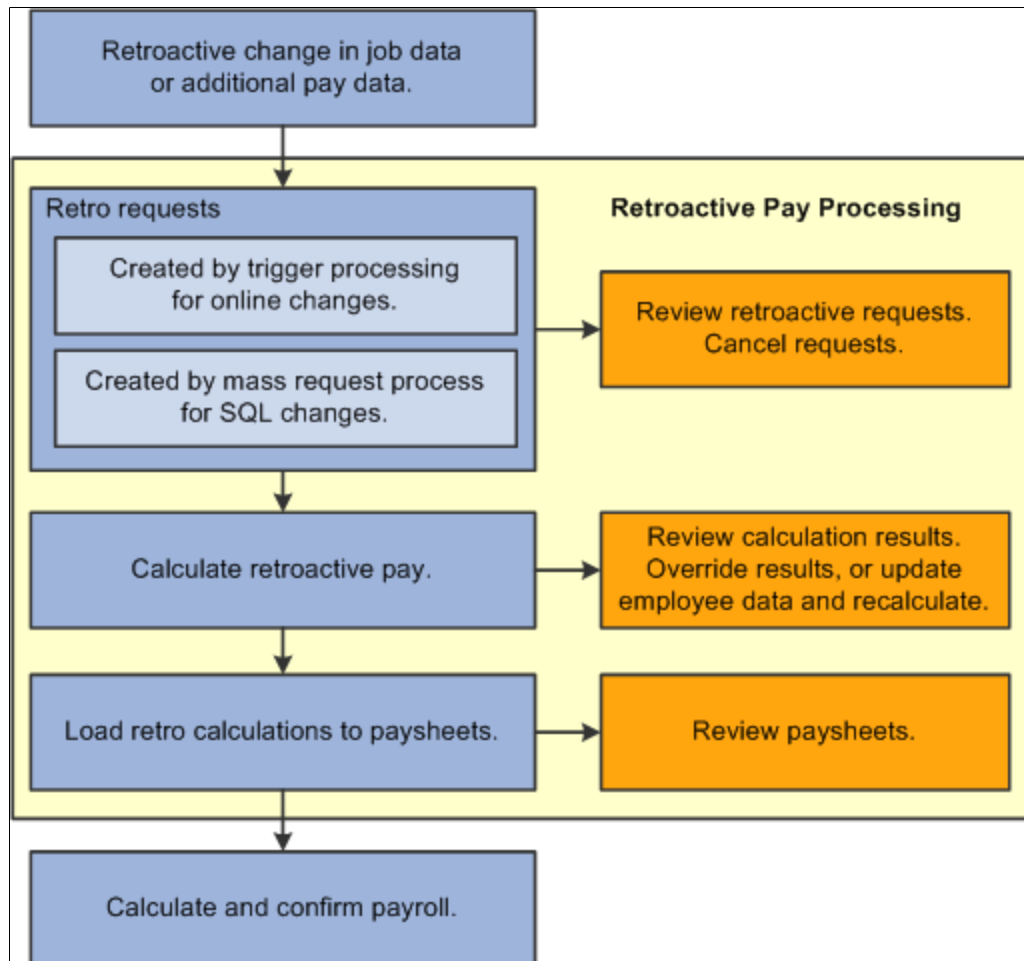 Retroactive change in job data
or additional pay data.
Retro requests
Retroactive Pay Processing
Created by trigger processing
for online changes.
Review retroactive requests.
Cancel requests.
Created by mass request process
for SQL changes.
Calculate retroactive pay.
Review calculation results.
Override results, or update
employee data and recalculate.
Load retro calculations to paysheets.
Review paysheets.
Calculate and confirm payroll.